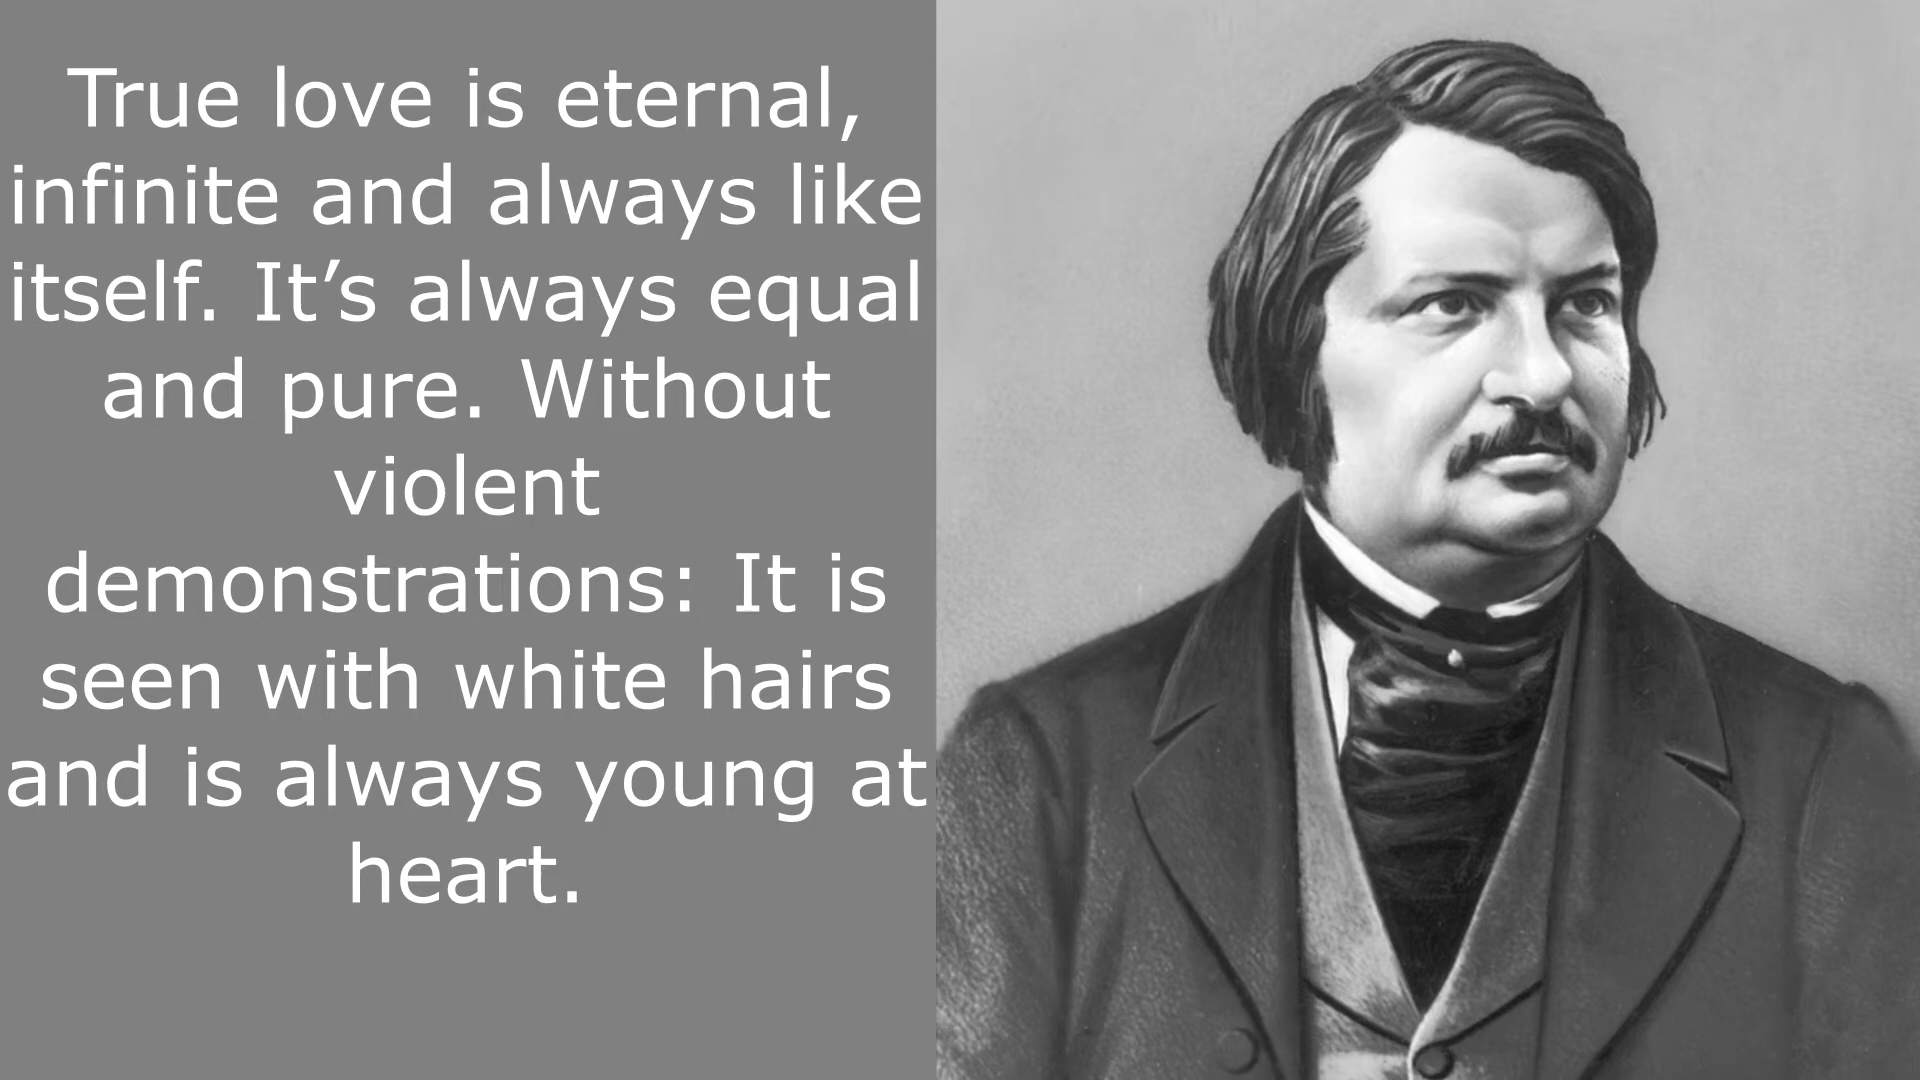 True love is eternal,
infinite and always like
itself. It’s always equal
and pure. Without
violent
demonstrations: It is
seen with white hairs
and is always young at
heart.